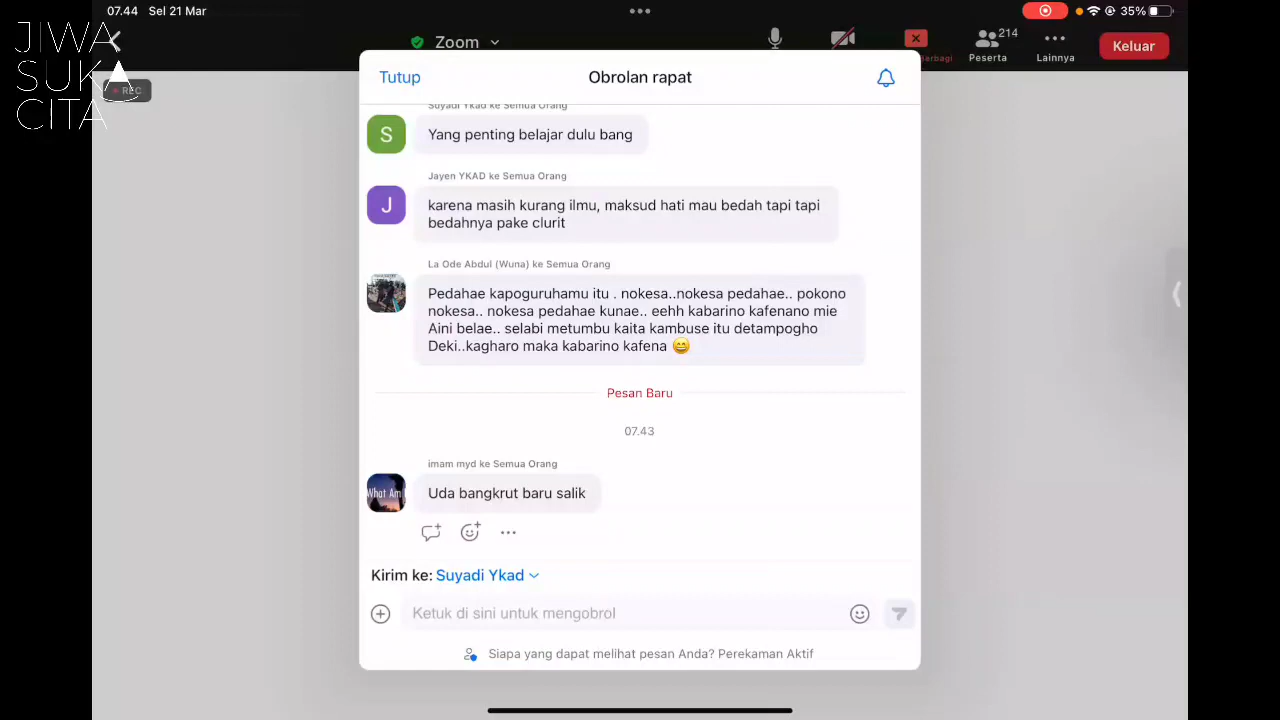 07.44 Sel 21 Mar
35%
JIWA
SUKA
CITA
Zoom
214
Peserta
Lainnya
Keluar
REC
Tutup
Obrolan rapat
Suyadi Ykad ke Semua Orang
S
Yang penting belajar dulu bang
Jayen YKAD ke Semua Orang
J
karena masih kurang ilmu, maksud hati mau bedah tapi tapi
bedahnya pake clurit
La Ode Abdul (Wuna) ke Semua Orang
Pedahae kapoguruhamu itu . nokesa..nokesa pedahae.. pokono
nokesa.. nokesa pedahae kunae.. eehh kabarino kafenano mie
Aini belae.. selabi metumbu kaita kambuse itu detampogho
Deki..kagharo maka kabarino kafena 😄
Pesan Baru
07.43
imam myd ke Semua Orang
What Am
Uda bangkrut baru salik
Kirim ke: Suyadi Ykad
Ketuk di sini untuk mengobrol
Siapa yang dapat melihat pesan Anda? Perekaman Aktif